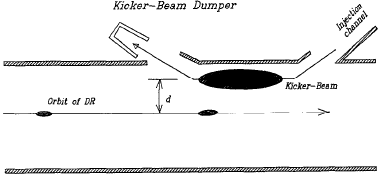 Kicker-Beam Dumper
Injection channel
Kicker-Beam
Orbit of DR
d